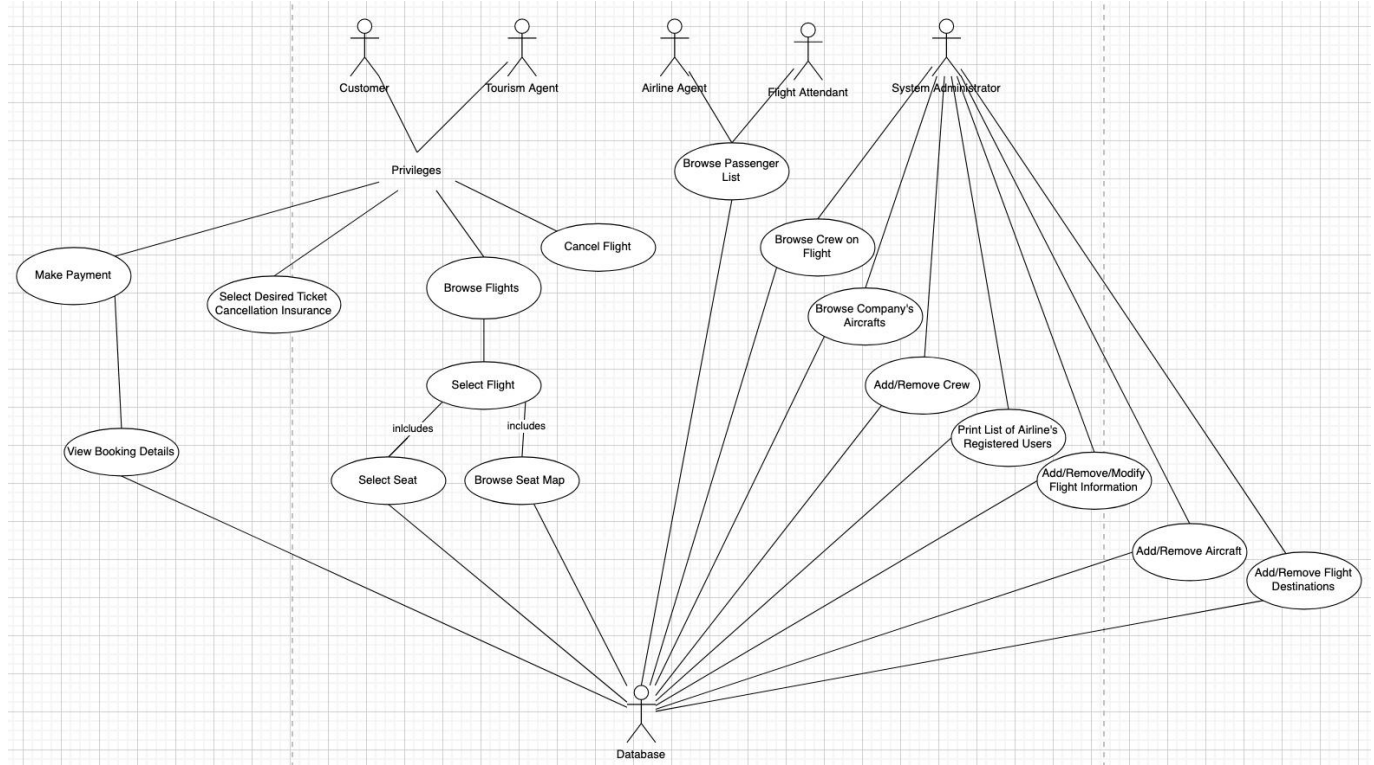 Customer
Tourism Agent
Airline Agent
Flight Attendant
System Administrator
Privileges
Browse Passenger
List
Make Payment
Select Desired Ticket
Cancellation Insurance
Browse Flights
Cancel Flight
Browse Crew on
Flight
Browse Company's
Aircrafts
Select Flight
Add/Remove Crew
inlcludes
includes
Print List of Airline's
Registered Users
View Booking Details
Select Seat
Browse Seat Map
Add/Remove/Modify
Flight Information
Add/Remove Aircraft
Add/Remove Flight
Destinations
Database